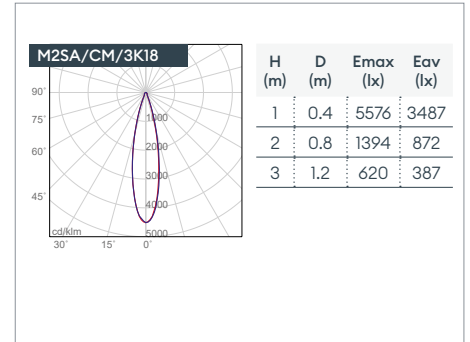 M2SA/CM/3K18
90°
75°
60°
45°
30° 15° 0°
1000
2000
3000
4000
5000
cd/klm
H (m) D (m) Emax (lx) Eav (lx)
1 0.4 5576 3487
2 0.8 1394 872
3 1.2 620 387